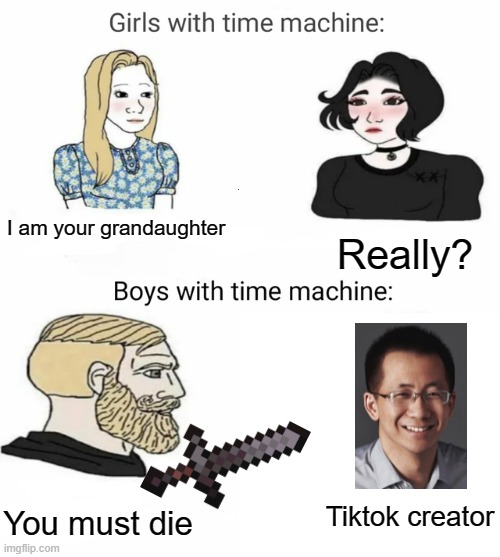 Girls with time machine:
I am your grandaughter
Really?
Boys with time machine:
You must die
Tiktok creator
imgflip.com